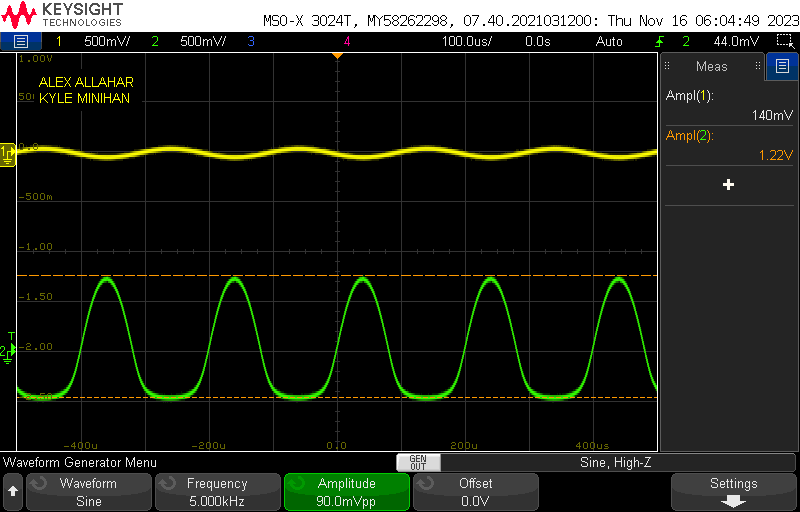 KEYSIGHT
TECHNOLOGIES
MSO-X 3024T, MY58262298, 07.40.2021031200: Thu Nov 16 06:04:49 2023
1 500mV/ 2 500mV/ 3 4 100.0us/ 0.0s Auto 2 44.0mV
1.00V
ALEX ALLAHAR
KYLE MINIHAN
500
0.0
-500m
-1.00
-1.50
-2.00
-2.50
-400u -200u 0.0 200u 400us
1
T
2
Meas
Ampl(1):
140mV
Ampl(2):
1.22V
Waveform Generator Menu
GEN
OUT
Sine, High-Z
Waveform
Sine
Frequency
5.000kHz
Amplitude
90.0mVpp
Offset
0.0V
Settings